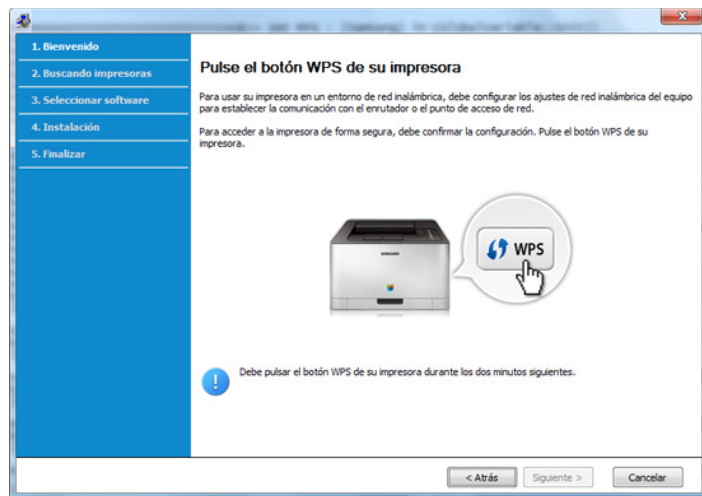 1. Bienvenido
2. Buscando impresoras
3. Seleccionar software
4. Instalación
5. Finalizar
Pulse el botón WPS de su impresora
Para usar su impresora en un entorno de red inalámbrica, debe configurar los ajustes de red inalámbrica del equipo
para establecer la comunicación con el enrutador o el punto de acceso de red.
Para acceder a la impresora de forma segura, debe confirmar la configuración. Pulse el botón WPS de su
impresora.
SAMSUNG
WPS
Debe pulsar el botón WPS de su impresora durante los dos minutos siguientes.
< Atrás
Siguiente >
Cancelar